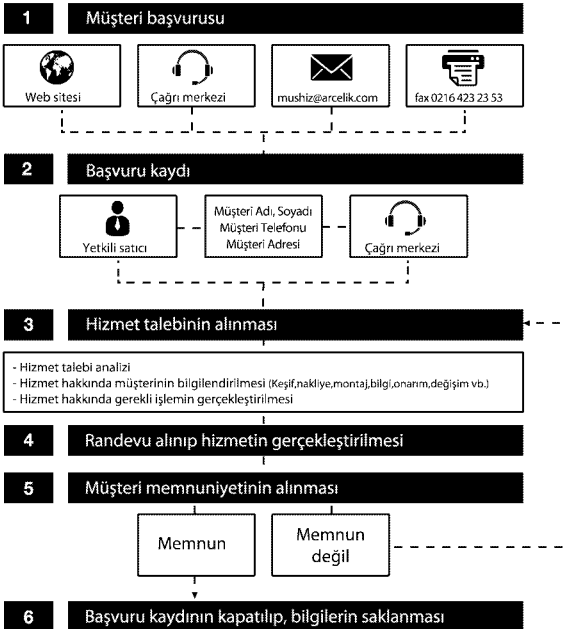 1 Müşteri başvurusu
Web sitesi
Çağrı merkezi
mushiz@arcelik.com
fax 0216 423 23 53
2 Başvuru kaydı
Yetkili satıcı
Müşteri Adı, Soyadı
Müşteri Telefonu
Müşteri Adresi
Çağrı merkezi
3 Hizmet talebinin alınması
- Hizmet talebi analizi
- Hizmet hakkında müşterinin bilgilendirilmesi (Keşif,nakliye,montaj,bilgi,onarım,değişim vb.)
- Hizmet hakkında gerekli işlemin gerçekleştirilmesi
4 Randevu alınıp hizmetin gerçekleştirilmesi
5 Müşteri memnuniyetinin alınması
Memnun
Memnun
değil
6 Başvuru kaydının kapatılıp, bilgilerin saklanması